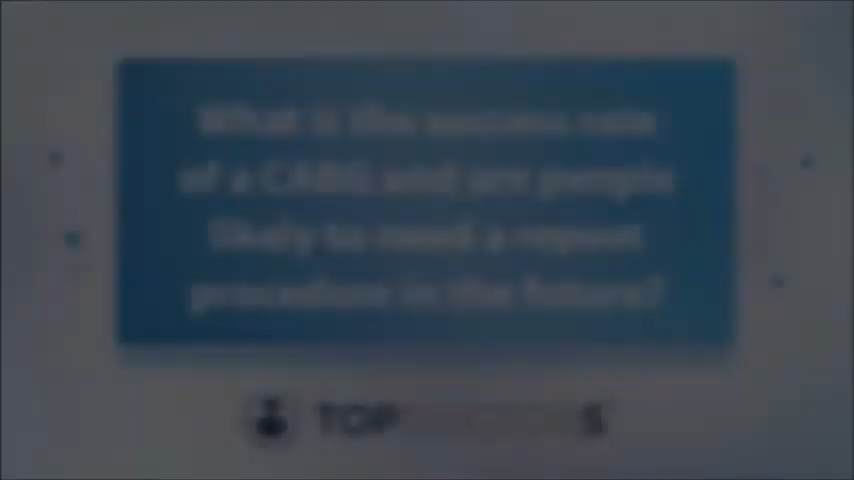 What is the success rate
of a CABG and are people
likely to need a repeat
procedure in the future?
TOP